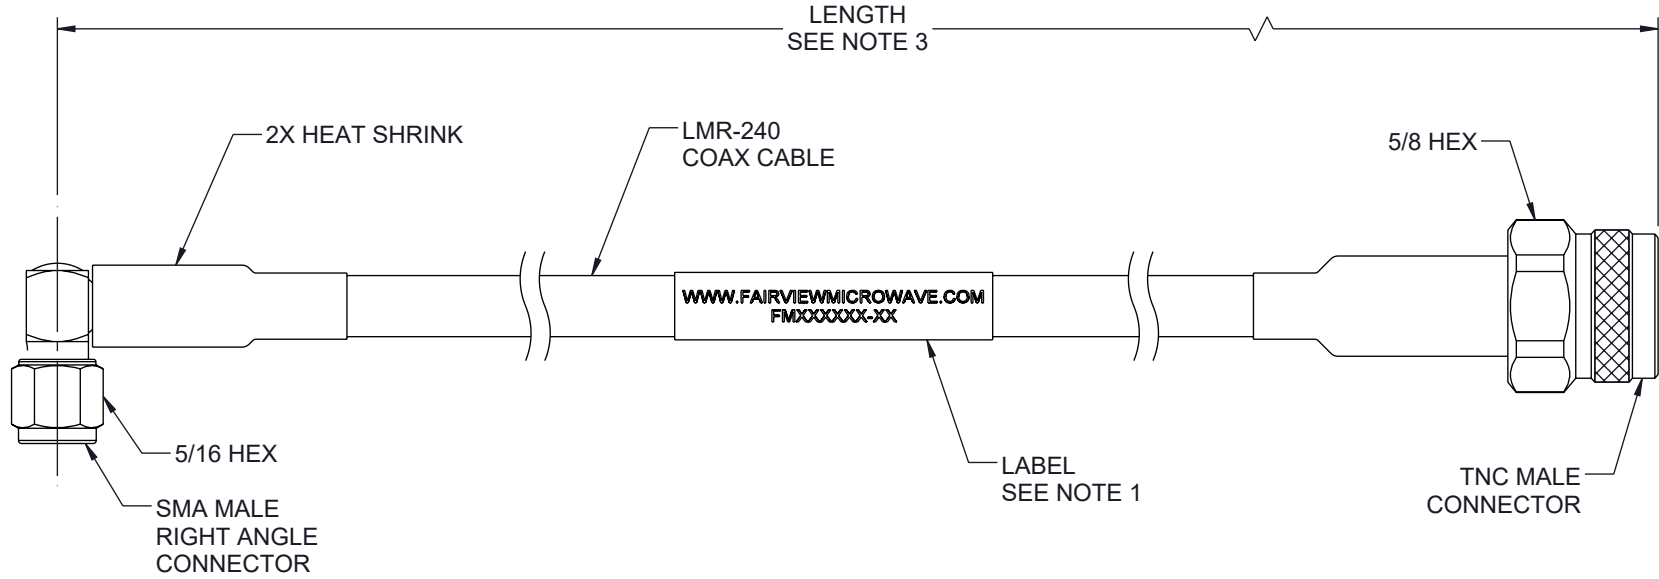 LENGTH
SEE NOTE 3
2X HEAT SHRINK
LMR-240
COAX CABLE
5/8 HEX
WWW.FAIRVIEWMICROWAVE.COM
FMXXXXXX-XX
5/16 HEX
SMA MALE
RIGHT ANGLE
CONNECTOR
LABEL
SEE NOTE 1
TNC MALE
CONNECTOR